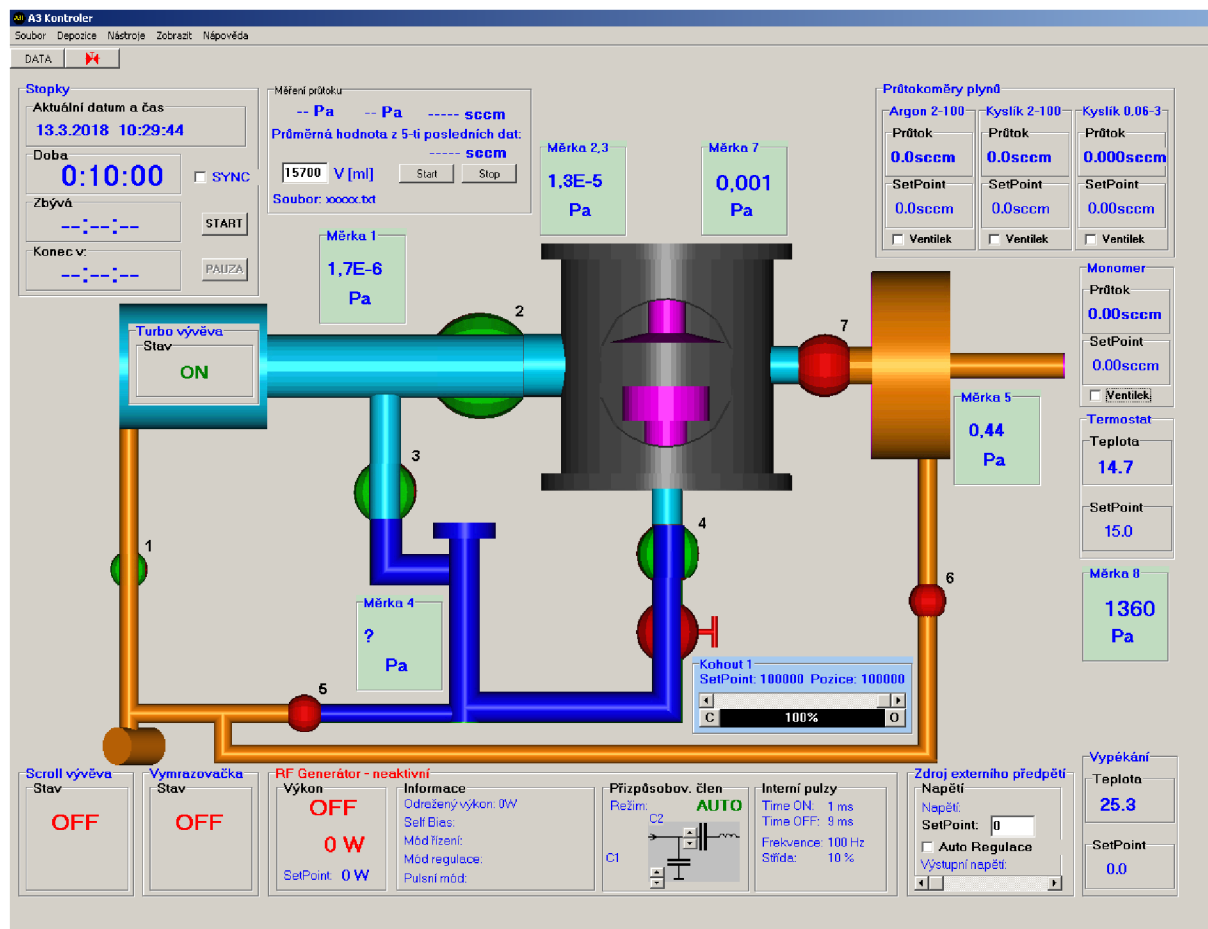 A3 Kontroler
Soubor Depozice Nástroje Zobrazit Nápověda
DATA
Stopky
Aktuální datum a čas
13.3.2018 10:29:44
Doba
0:10:00
SYNC
Zbývá
--:--:--
START
Konec v:
--:--:--
PAUZA
Měření průtoku
-- Pa -- Pa ----- sccm
Průměrná hodnota z 5-ti posledních dat:
----- sccm
15700 V [ml] Start Stop
Soubor: xxxxx.txt
Měrka 2,3
1,3E-5
Pa
Měrka 7
0,001
Pa
Průtokoměry plynů
Argon 2-100
Průtok
0.0sccm
SetPoint
0.0sccm
Ventilek
Kyslík 2-100
Průtok
0.0sccm
SetPoint
0.0sccm
Ventilek
Kyslík 0,06-3
Průtok
0.000sccm
SetPoint
0.00sccm
Ventilek
Měrka 1
1,7E-6
Pa
Monomer
Průtok
0.00sccm
SetPoint
0.00sccm
Ventilek
Turbo vývěva
Stav
ON
2
7
Měrka 5
0,44
Pa
Termostat
Teplota
14.7
SetPoint
15.0
3
4
1
6
Měrka 8
1360
Pa
Měrka 4
?
Pa
5
Kohout 1
SetPoint: 100000 Pozice: 100000
C 100% O
Scroll vývěva
Stav
OFF
Vymrazovačka
Stav
OFF
RF Generátor - neaktivní
Výkon
OFF
0 W
SetPoint: 0 W
Informace
Odražený výkon: 0W
Self Bias:
Mód řízení:
Mód regulace:
Pulsní mód:
Přizpůsobov. člen
Režim: AUTO
C2
C1
Interní pulzy
Time ON: 1 ms
Time OFF: 9 ms
Frekvence: 100 Hz
Střída: 10 %
Zdroj externího předpětí
Napětí
Napětí:
SetPoint: 0
Auto Regulace
Výstupní napětí:
Vypékání
Teplota
25.3
SetPoint
0.0